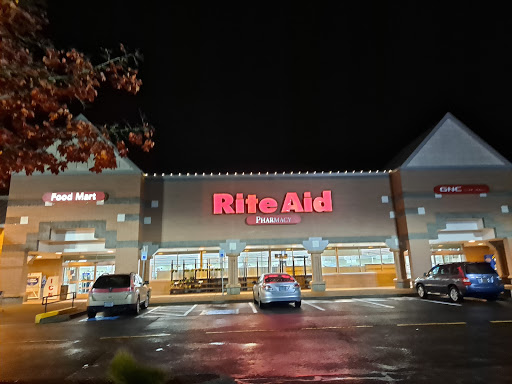 Food Mart
Rite Aid
PHARMACY
GNC